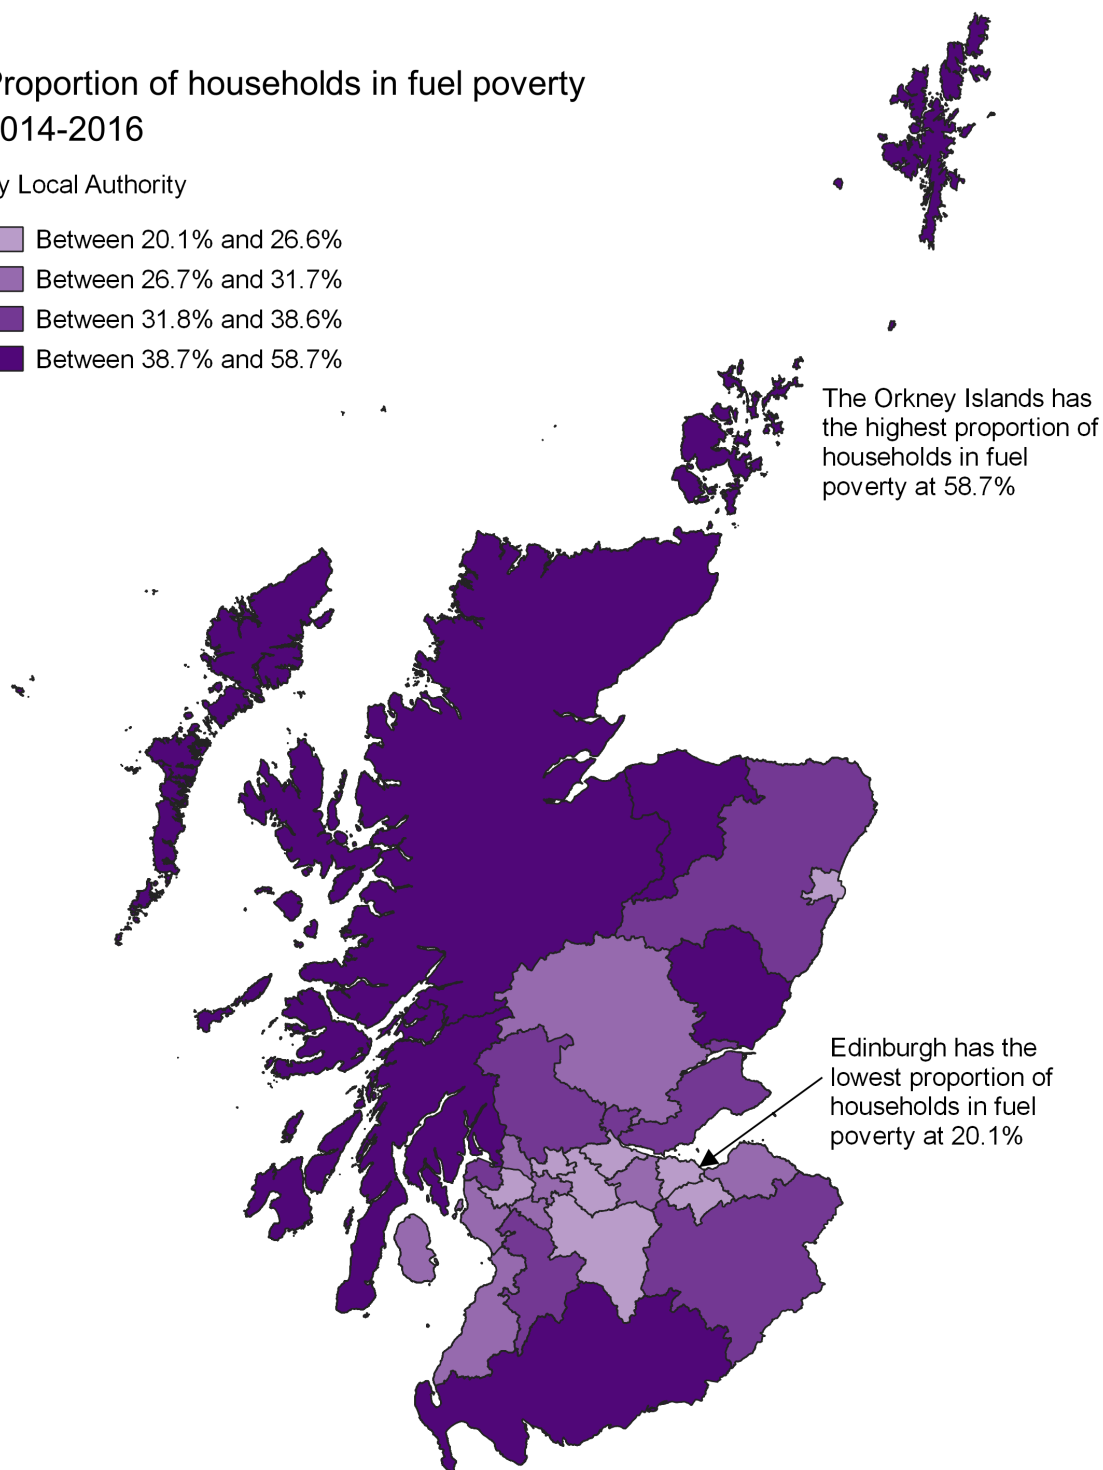 roportion of households in fuel poverty
014-2016
y Local Authority
Between 20.1% and 26.6%
Between 26.7% and 31.7%
Between 31.8% and 38.6%
Between 38.7% and 58.7%
The Orkney Islands has
the highest proportion of
households in fuel
poverty at 58.7%
Edinburgh has the
lowest proportion of
households in fuel
poverty at 20.1%